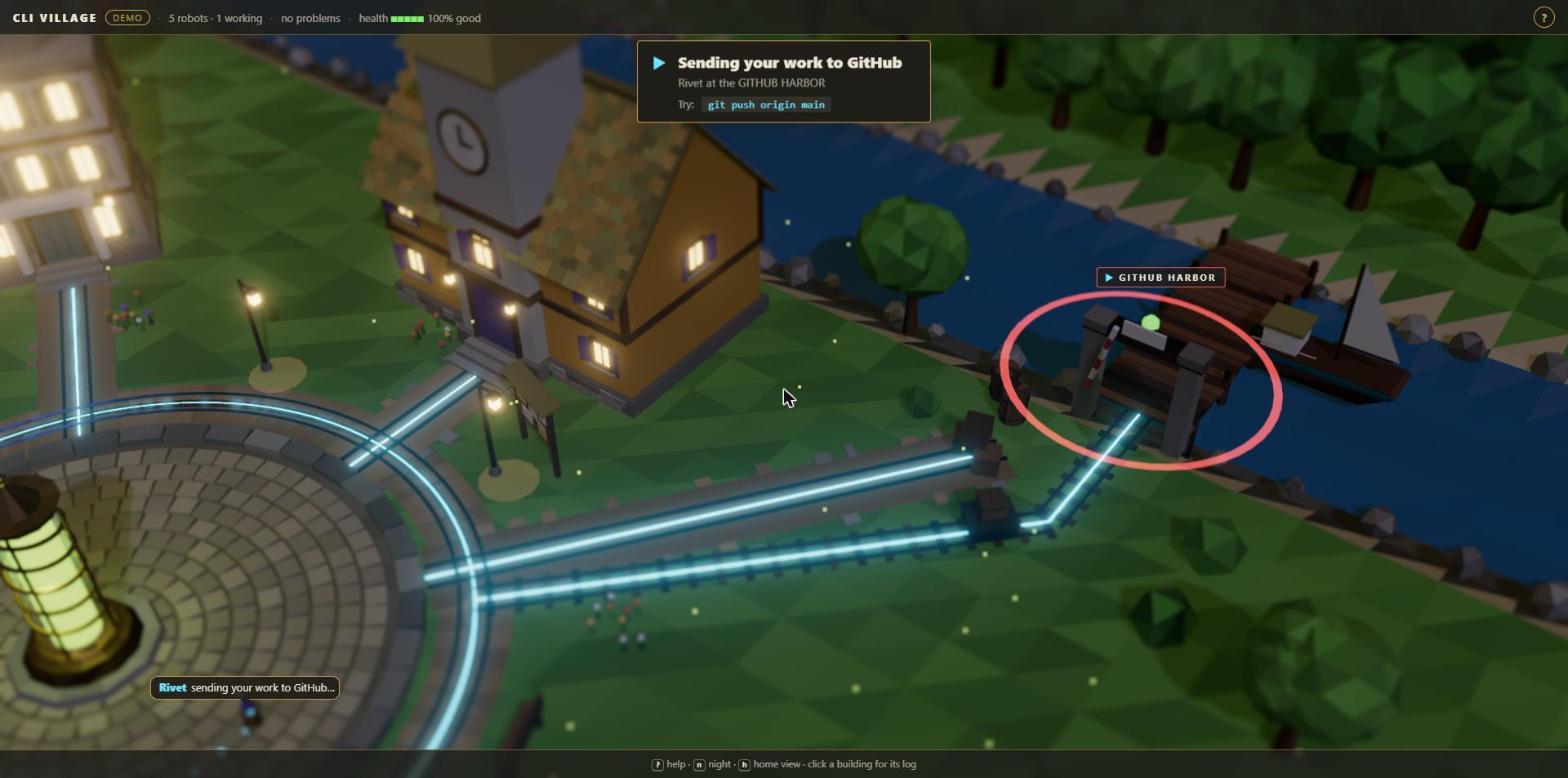 CLI VILLAGE DEMO · 5 robots · 1 working · no problems · health 100% good ?
Sending your work to GitHub
Rivet at the GITHUB HARBOR
Try: git push origin main
GITHUB HARBOR
Rivet sending your work to GitHub...
? help · n night · h home view · click a building for its log